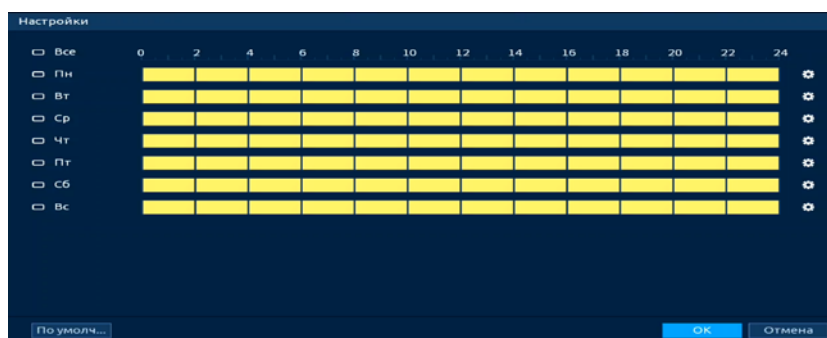 Настройки
Все 0 2 4 6 8 10 12 14 16 18 20 22 24
Пн
Вт
Ср
Чт
Пт
Сб
Вс
По умолч... ОК Отмена